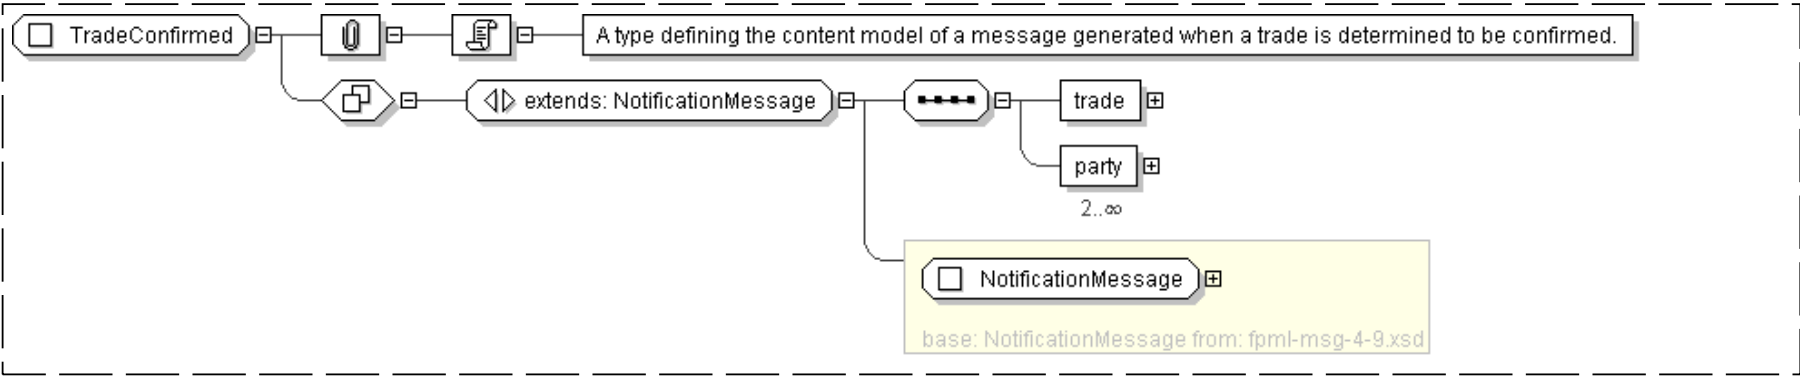 TradeConfirmed
A type defining the content model of a message generated when a trade is determined to be confirmed.
extends: NotificationMessage
trade
party
2..∞
NotificationMessage
base: NotificationMessage from: fpml-msg-4-9.xsd